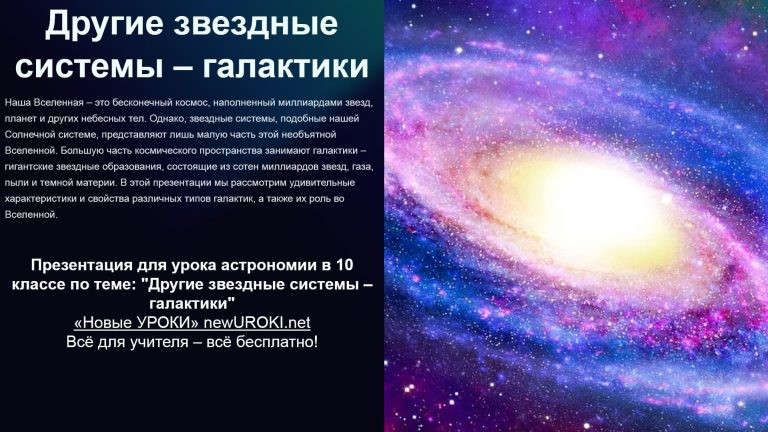 Другие звездные
системы – галактики
Наша Вселенная – это бесконечный космос, наполненный миллиардами звезд,
планет и других небесных тел. Однако, звездные системы, подобные нашей
Солнечной системе, представляют лишь малую часть этой необъятной
Вселенной. Большую часть космического пространства занимают галактики –
гигантские звездные образования, состоящие из сотен миллиардов звезд, газа,
пыли и темной материи. В этой презентации мы рассмотрим удивительные
характеристики и свойства различных типов галактик, а также их роль во
Вселенной.
Презентация для урока астрономии в 10
классе по теме: "Другие звездные системы –
галактики"
«Новые УРОКИ» newUROKI.net
Всё для учителя – всё бесплатно!